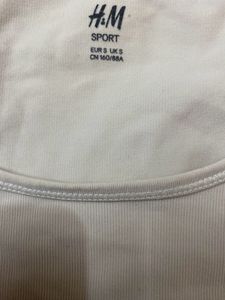 H&M
SPORT
EUR S UK S
CN 160/88A